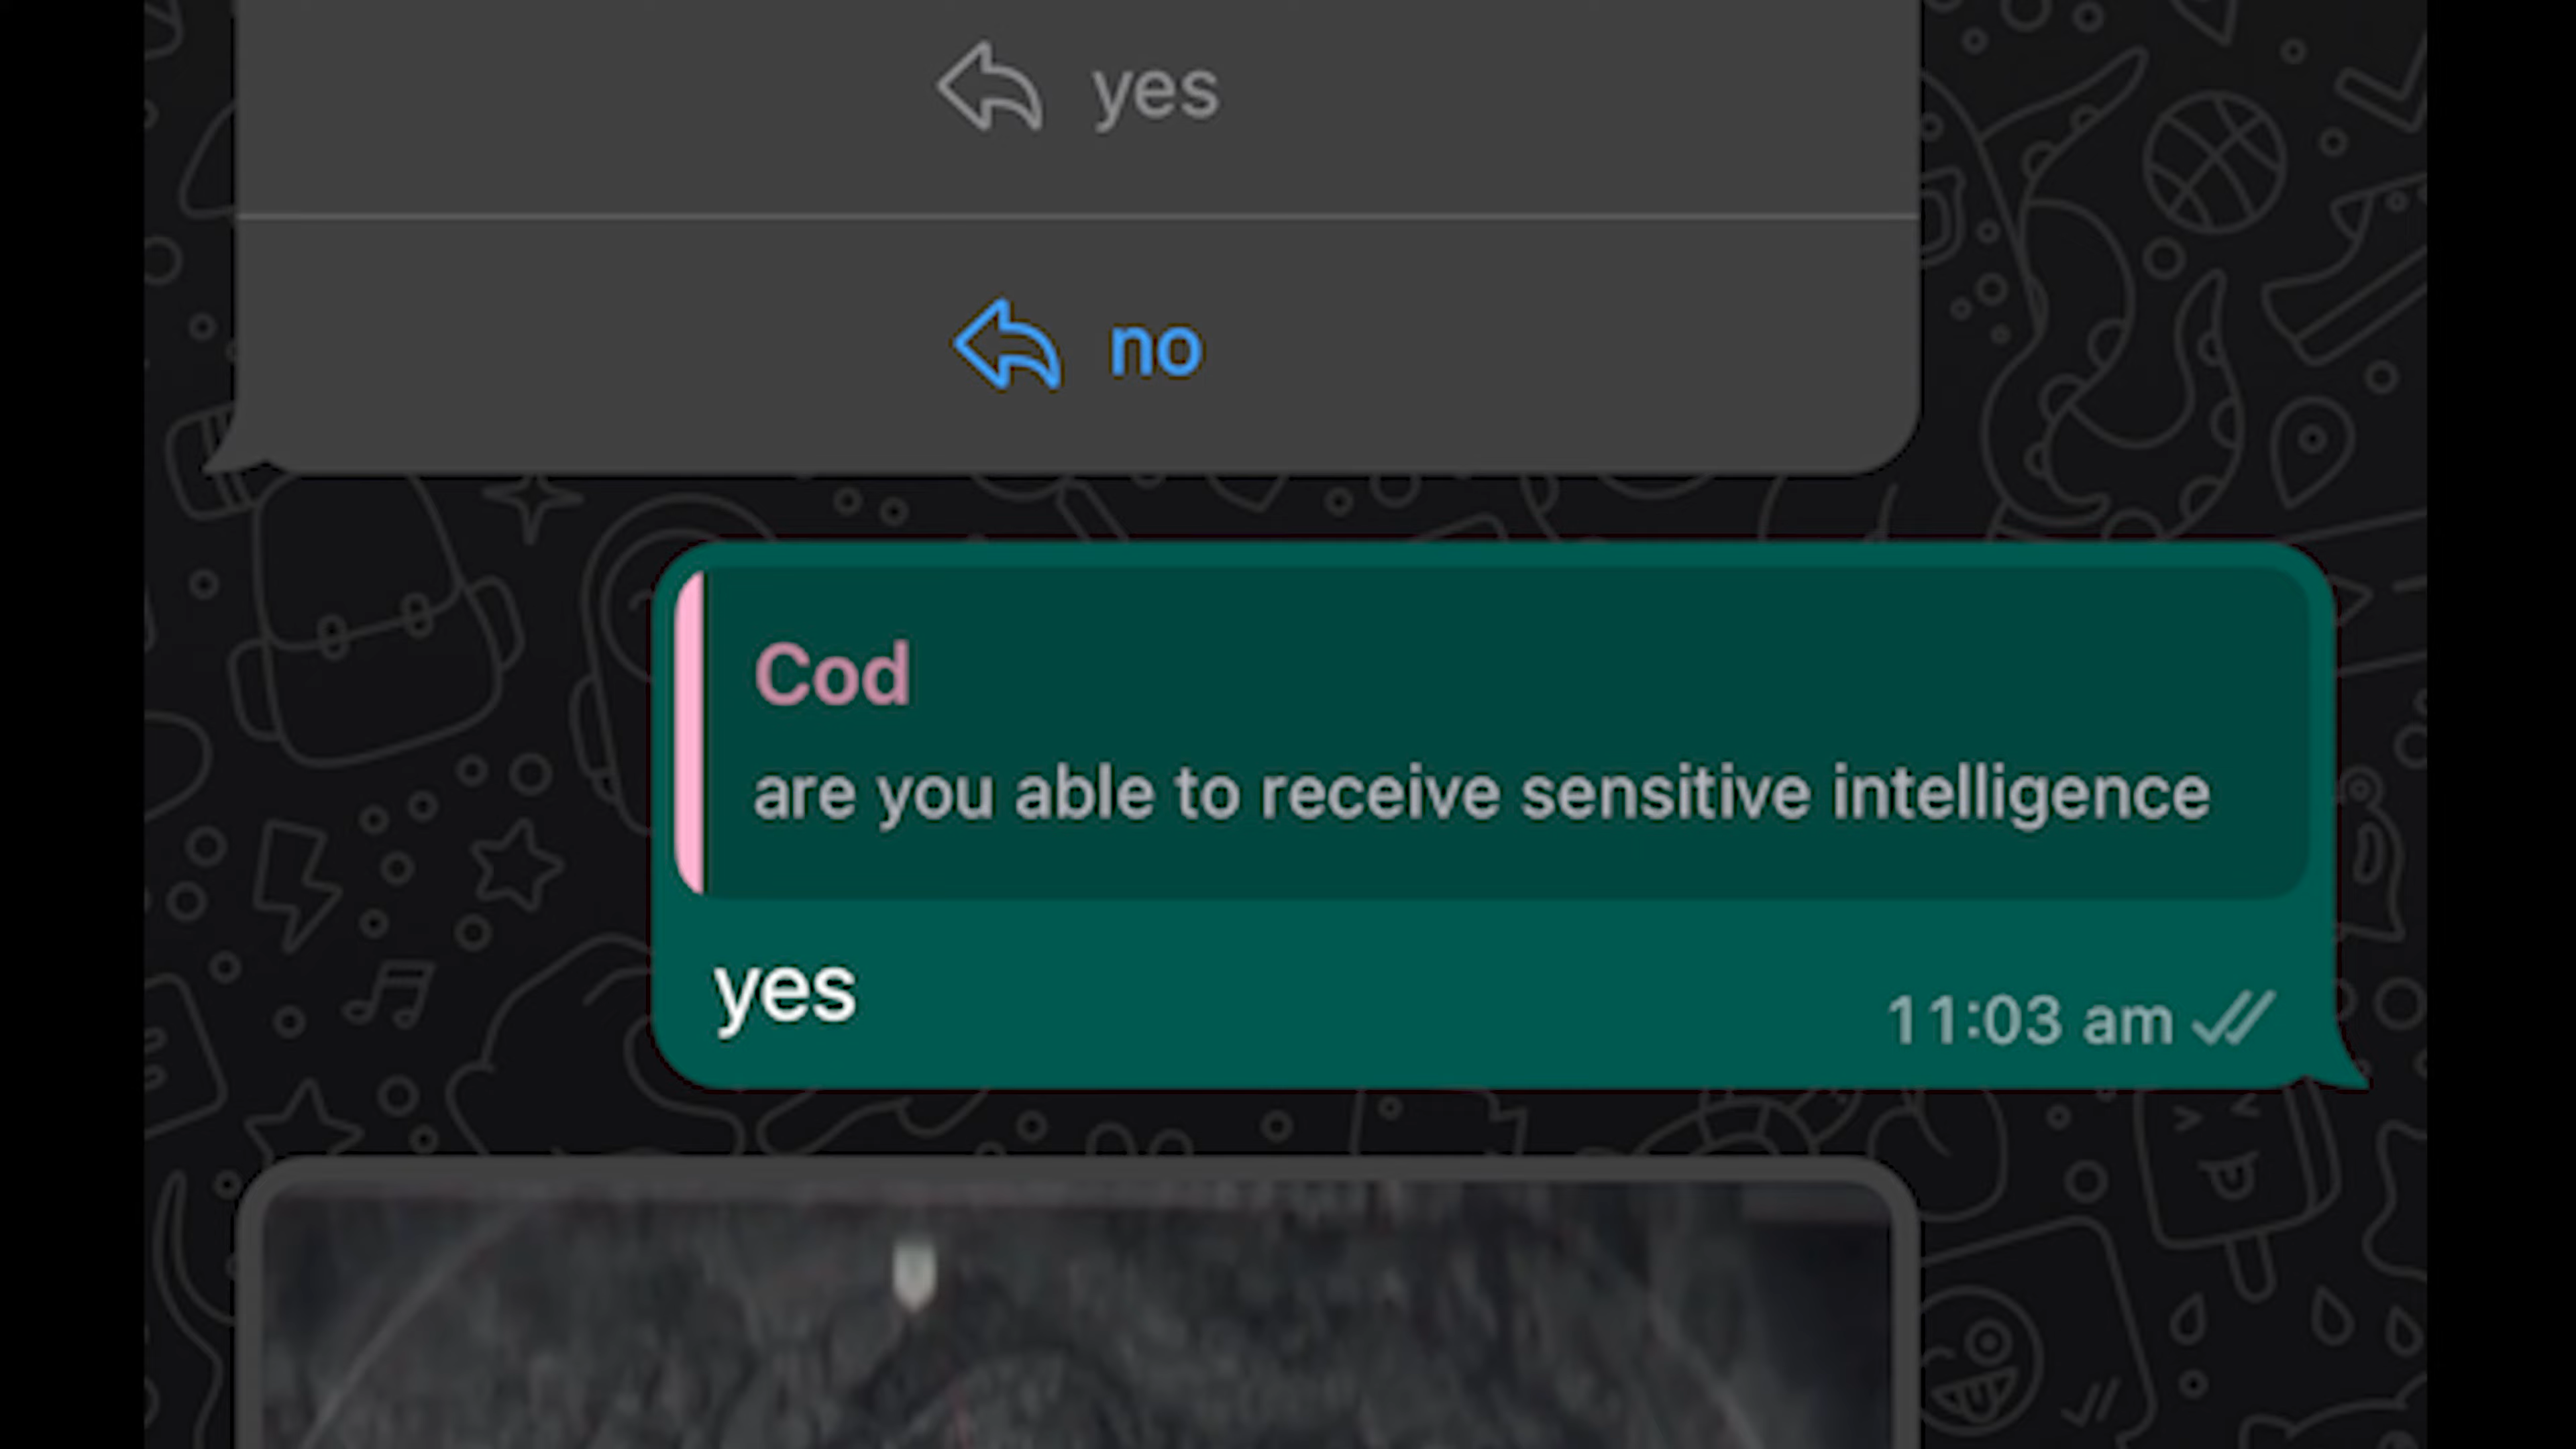 yes
no
Cod
are you able to receive sensitive intelligence
yes
11:03 am